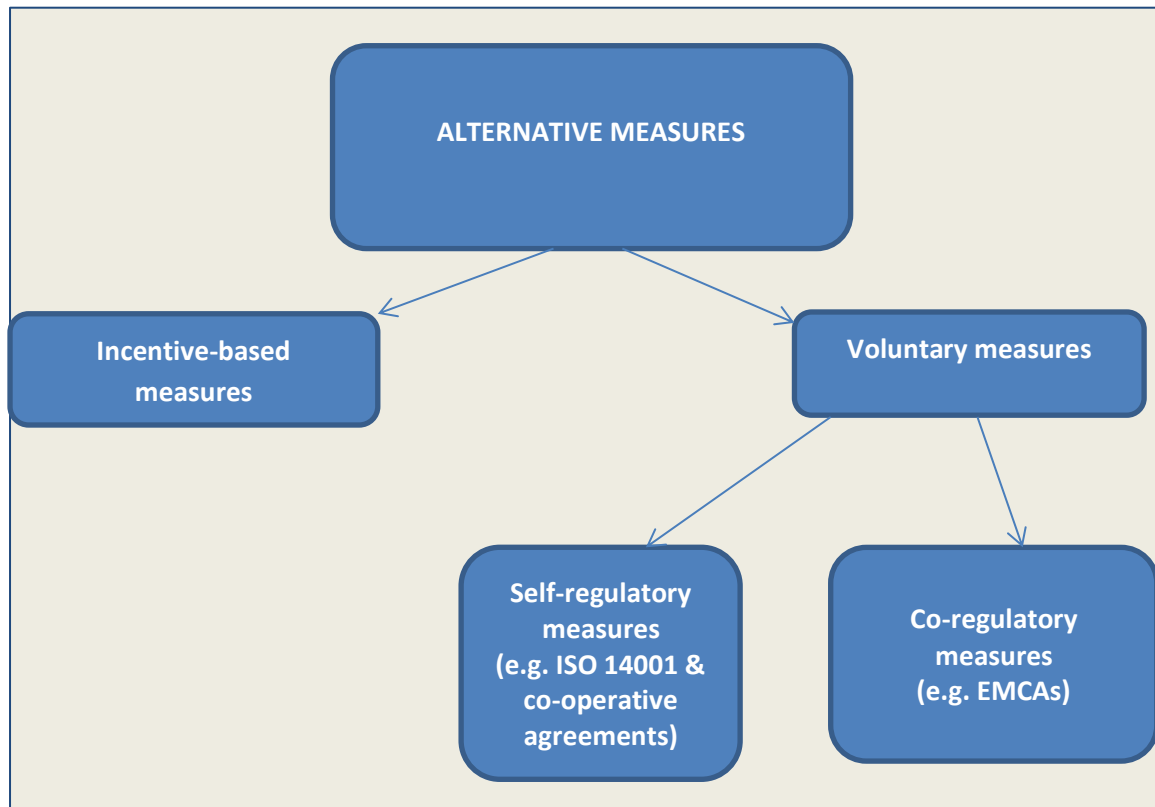 ALTERNATIVE MEASURES
Incentive-based
measures
Voluntary measures
Self-regulatory
measures
(e.g. ISO 14001 &
co-operative
agreements)
Co-regulatory
measures
(e.g. EMCAs)